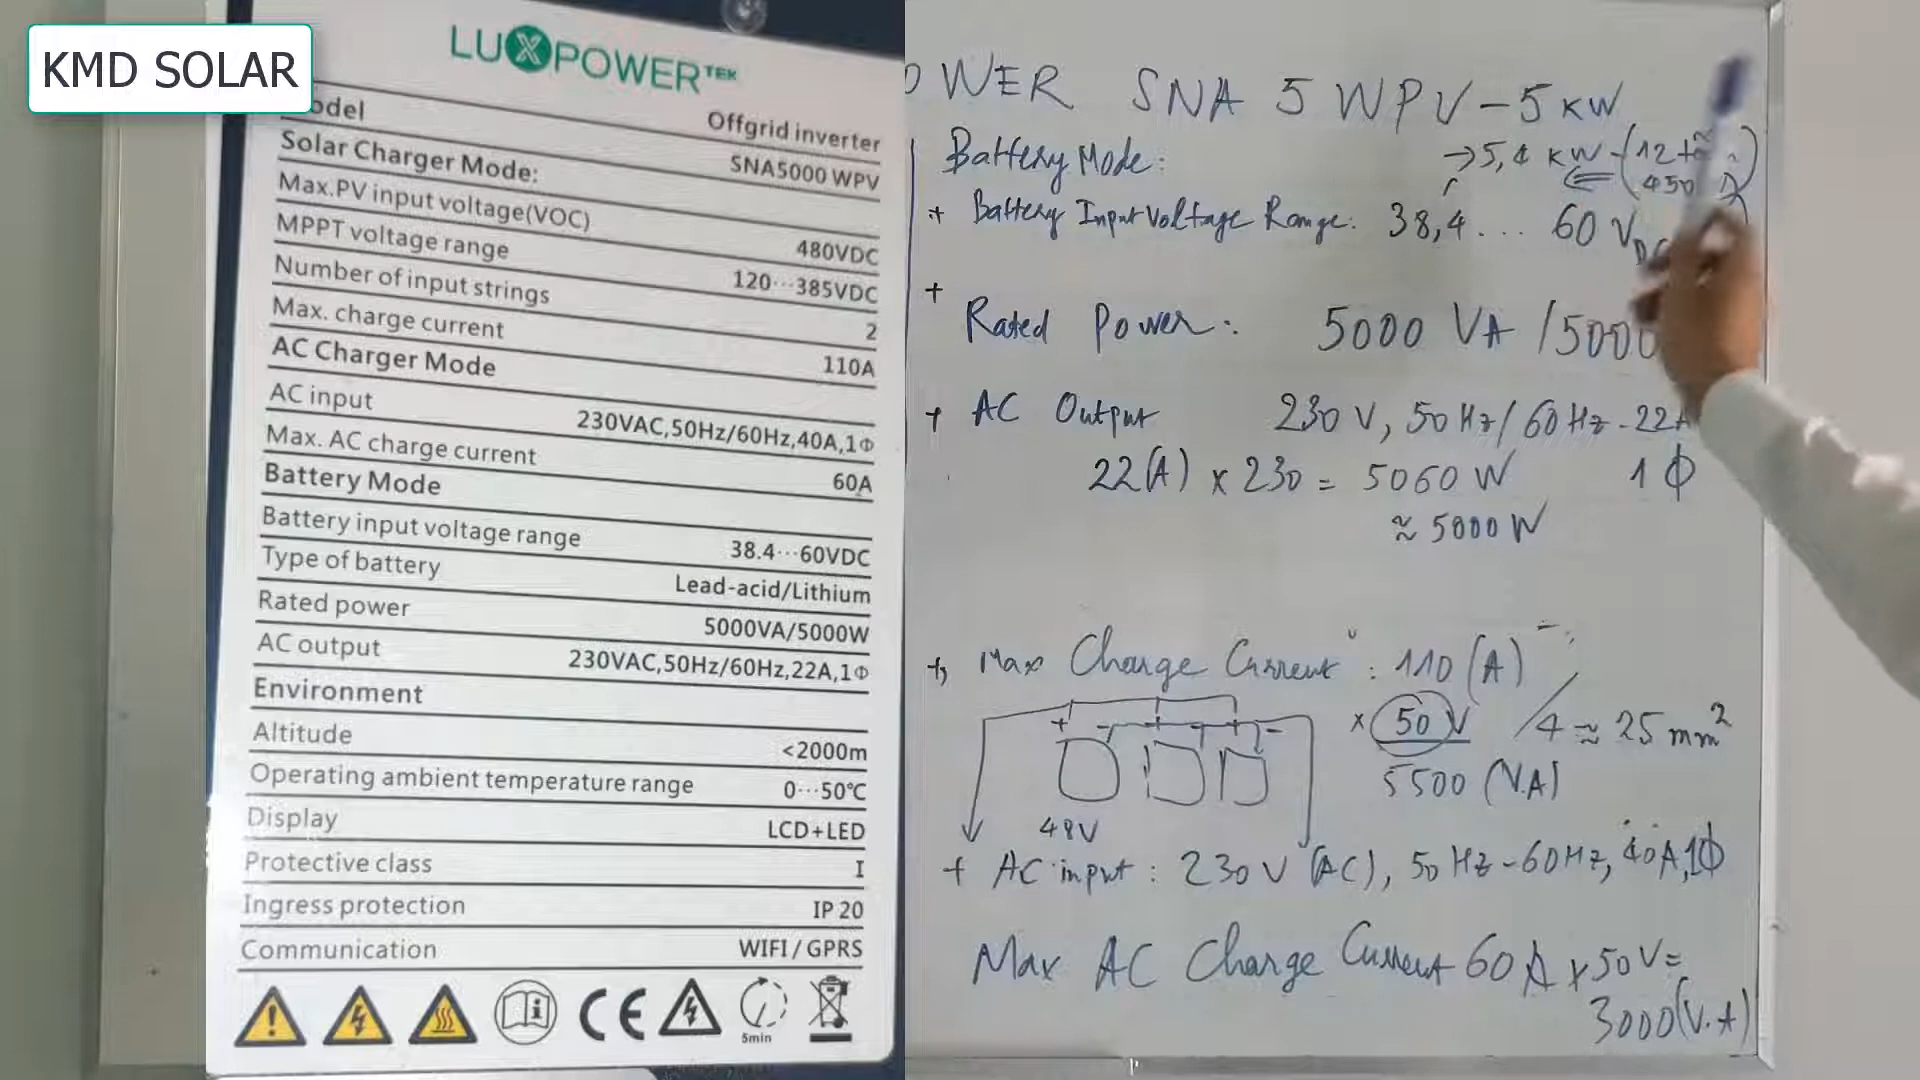 KMD SOLAR
LUXPOWERTEK
Model Offgrid inverter
SNA5000 WPV
Solar Charger Mode:
Max.PV input voltage(VOC) 480VDC
MPPT voltage range 120···385VDC
Number of input strings 2
Max. charge current 110A
AC Charger Mode
AC input 230VAC,50Hz/60Hz,40A,1Φ
Max. AC charge current 60A
Battery Mode
Battery input voltage range 38.4···60VDC
Type of battery Lead-acid/Lithium
Rated power 5000VA/5000W
AC output 230VAC,50Hz/60Hz,22A,1Φ
Environment
Altitude <2000m
Operating ambient temperature range 0···50℃
Display LCD+LED
Protective class I
Ingress protection IP 20
Communication WIFI / GPRS
CE
5min
OWER SNA 5 WPV - 5 KW
Battery Mode:
→ 5,4 KW
+ Battery Input Voltage Range: 38,4 ... 60 VDC
+ Rated Power: 5000 VA / 5000
+ AC Output 230 V, 50 Hz/ 60 Hz - 22A
1 Φ
22(A) x 230 = 5060 W
≈ 5000 W
+ Max Charge Current : 110 (A)
x 50 V / 4 ≈ 25 mm²
5500 (V.A)
+ - + - + -
48V
+ AC input : 230 V (AC), 50 Hz - 60 Hz, 40A, 1Φ
Max AC Charge Current 60 A x 50 V =
3000 (V.A)